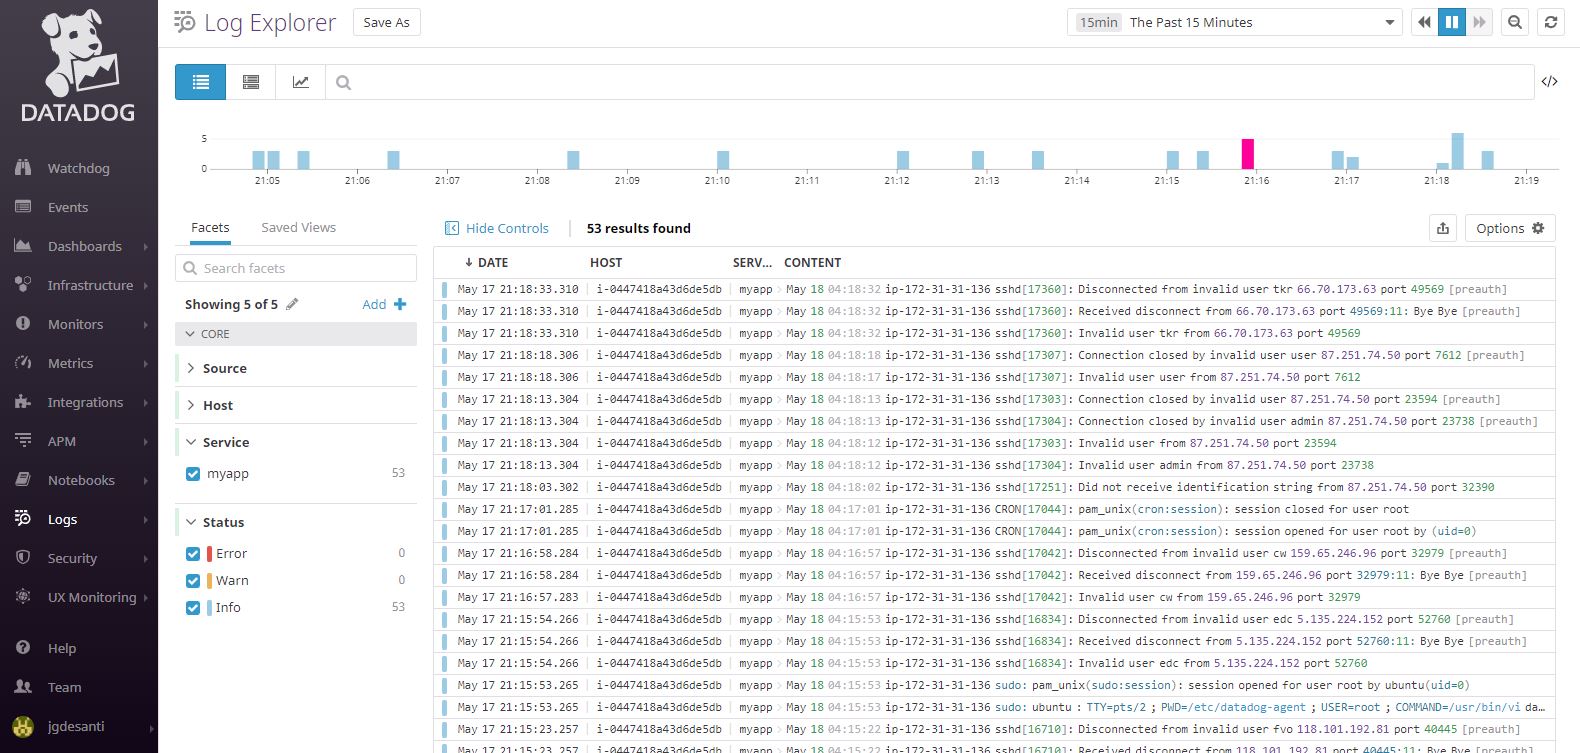 DATADOG
Watchdog
Events
Dashboards
Infrastructure
Monitors
Metrics
Integrations
APM
Notebooks
Logs
Security
UX Monitoring
Help
Team
jgdesanti
Log Explorer
Save As
15min The Past 15 Minutes
</>
5
0
21:05 21:06 21:07 21:08 21:09 21:10 21:11 21:12 21:13 21:14 21:15 21:16 21:17 21:18 21:19
Facets Saved Views
Search facets
Showing 5 of 5 Add +
CORE
Source
Host
Service
myapp 53
Status
Error 0
Warn 0
Info 53
Hide Controls 53 results found
Options
↓ DATE HOST SERV... CONTENT
May 17 21:18:33.310 i-0447418a43d6de5db myapp May 18 04:18:32 ip-172-31-31-136 sshd[17360]: Disconnected from invalid user tkr 66.70.173.63 port 49569 [preauth]
May 17 21:18:33.310 i-0447418a43d6de5db myapp May 18 04:18:32 ip-172-31-31-136 sshd[17360]: Received disconnect from 66.70.173.63 port 49569:11: Bye Bye [preauth]
May 17 21:18:33.310 i-0447418a43d6de5db myapp May 18 04:18:32 ip-172-31-31-136 sshd[17360]: Invalid user tkr from 66.70.173.63 port 49569
May 17 21:18:18.306 i-0447418a43d6de5db myapp May 18 04:18:18 ip-172-31-31-136 sshd[17307]: Connection closed by invalid user user 87.251.74.50 port 7612 [preauth]
May 17 21:18:18.306 i-0447418a43d6de5db myapp May 18 04:18:17 ip-172-31-31-136 sshd[17307]: Invalid user user from 87.251.74.50 port 7612
May 17 21:18:13.304 i-0447418a43d6de5db myapp May 18 04:18:13 ip-172-31-31-136 sshd[17303]: Connection closed by invalid user 87.251.74.50 port 23594 [preauth]
May 17 21:18:13.304 i-0447418a43d6de5db myapp May 18 04:18:13 ip-172-31-31-136 sshd[17304]: Connection closed by invalid user admin 87.251.74.50 port 23738 [preauth]
May 17 21:18:13.304 i-0447418a43d6de5db myapp May 18 04:18:12 ip-172-31-31-136 sshd[17303]: Invalid user from 87.251.74.50 port 23594
May 17 21:18:13.304 i-0447418a43d6de5db myapp May 18 04:18:12 ip-172-31-31-136 sshd[17304]: Invalid user admin from 87.251.74.50 port 23738
May 17 21:18:03.302 i-0447418a43d6de5db myapp May 18 04:18:02 ip-172-31-31-136 sshd[17251]: Did not receive identification string from 87.251.74.50 port 32390
May 17 21:17:01.285 i-0447418a43d6de5db myapp May 18 04:17:01 ip-172-31-31-136 CRON[17044]: pam_unix(cron:session): session closed for user root
May 17 21:17:01.285 i-0447418a43d6de5db myapp May 18 04:17:01 ip-172-31-31-136 CRON[17044]: pam_unix(cron:session): session opened for user root by (uid=0)
May 17 21:16:58.284 i-0447418a43d6de5db myapp May 18 04:16:57 ip-172-31-31-136 sshd[17042]: Disconnected from invalid user cw 159.65.246.96 port 32979 [preauth]
May 17 21:16:58.284 i-0447418a43d6de5db myapp May 18 04:16:57 ip-172-31-31-136 sshd[17042]: Received disconnect from 159.65.246.96 port 32979:11: Bye Bye [preauth]
May 17 21:16:58.283 i-0447418a43d6de5db myapp May 18 04:16:57 ip-172-31-31-136 sshd[17042]: Invalid user cw from 159.65.246.96 port 32979
May 17 21:15:54.266 i-0447418a43d6de5db myapp May 18 04:15:53 ip-172-31-31-136 sshd[16834]: Disconnected from invalid user edc 5.135.224.152 port 52760 [preauth]
May 17 21:15:54.266 i-0447418a43d6de5db myapp May 18 04:15:53 ip-172-31-31-136 sshd[16834]: Received disconnect from 5.135.224.152 port 52760:11: Bye Bye [preauth]
May 17 21:15:54.266 i-0447418a43d6de5db myapp May 18 04:15:53 ip-172-31-31-136 sshd[16834]: Invalid user edc from 5.135.224.152 port 52760
May 17 21:15:53.265 i-0447418a43d6de5db myapp May 18 04:15:53 ip-172-31-31-136 sudo: pam_unix(sudo:session): session opened for user root by ubuntu(uid=0)
May 17 21:15:53.265 i-0447418a43d6de5db myapp May 18 04:15:53 ip-172-31-31-136 sudo: ubuntu : TTY=pts/2 ; PWD=/etc/datadog-agent ; USER=root ; COMMAND=/usr/bin/vi da...
May 17 21:15:23.257 i-0447418a43d6de5db myapp May 18 04:15:22 ip-172-31-31-136 sshd[16710]: Disconnected from invalid user fvo 118.101.192.81 port 40445 [preauth]
May 17 21:15:23.257 i-0447418a43d6de5db myapp May 18 04:15:22 ip-172-31-31-136 sshd[16710]: Received disconnect from 118.101.192.81 port 40445:11: Bye Bye [preauth]